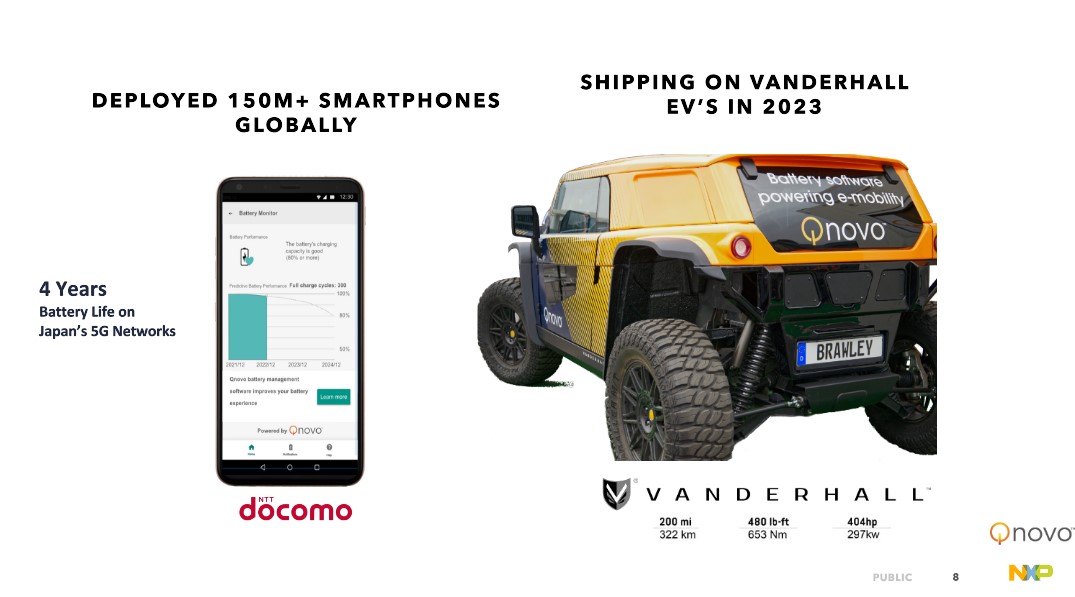 DEPLOYED 150M+ SMARTPHONES
GLOBALLY
SHIPPING ON VANDERHALL
EV'S IN 2023
4 Years
Battery Life on
Japan's 5G Networks
12:30
← Battery Monitor
Battery Performance
The battery's charging
capacity is good
(80% or more)
Predictive Battery Performance Full charge cycles: 300
100%
80%
50%
2021/12 2022/12 2023/12 2024/12
Qnovo battery management
software improves your battery
experience
Learn more
Powered by Qnovo
NTT
docomo
Battery software
powering e-mobility
Qnovo
Qnovo
BRAWLEY
VANDERHALL™
200 mi 480 lb-ft 404hp
322 km 653 Nm 297kw
Qnovo™
PUBLIC 8 NXP